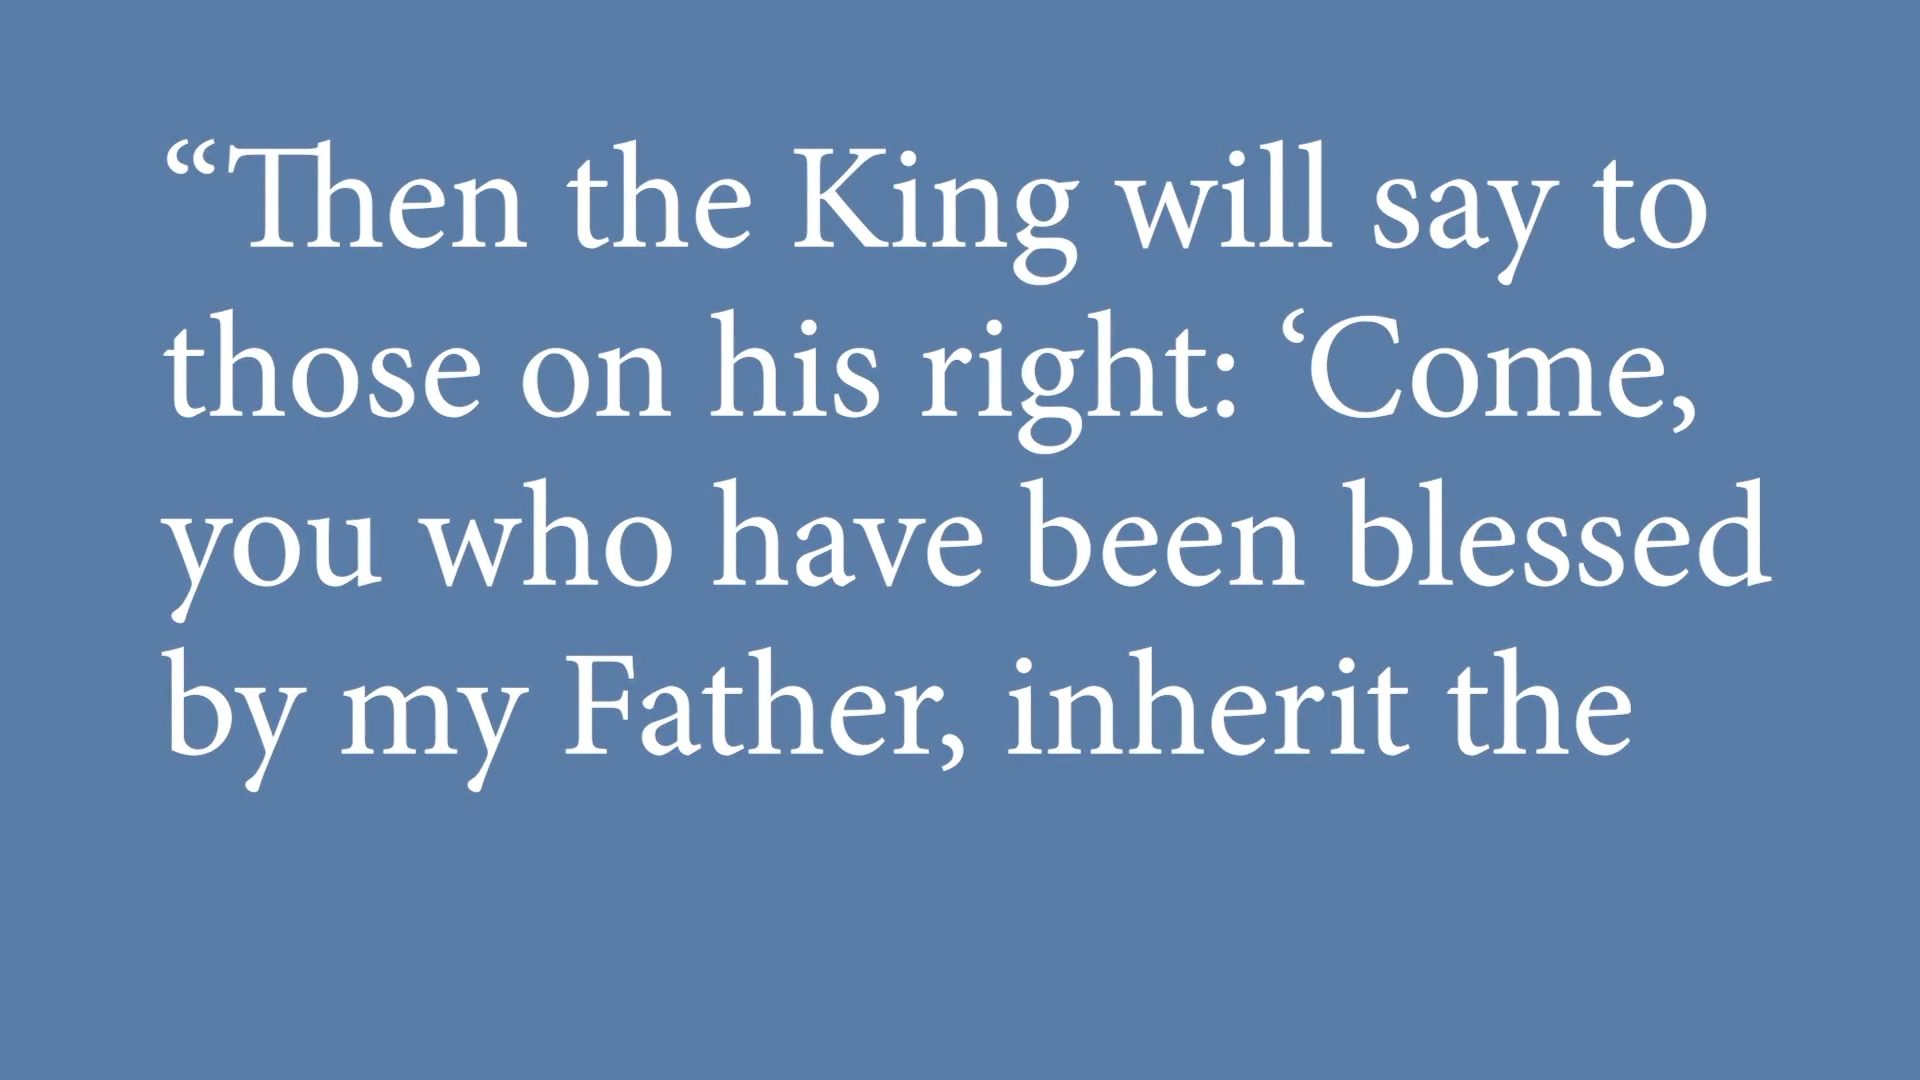 “Then the King will say to
those on his right: ‘Come,
you who have been blessed
by my Father, inherit the